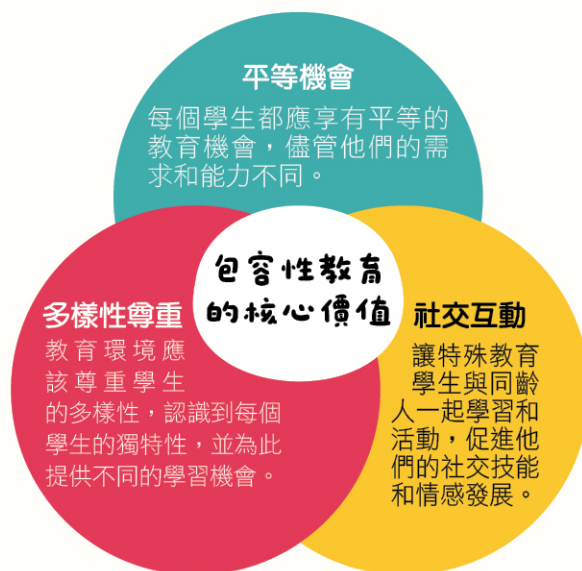 平等機會
每個學生都應享有平等的
教育機會，儘管他們的需
求和能力不同。
包容性教育
的核心價值
多樣性尊重
教育環境應
該尊重學生
的多樣性，認識到每個
學生的獨特性，並為此
提供不同的學習機會。
社交互動
讓特殊教育
學生與同齡
人一起學習和
活動，促進他
們的社交技能
和情感發展。